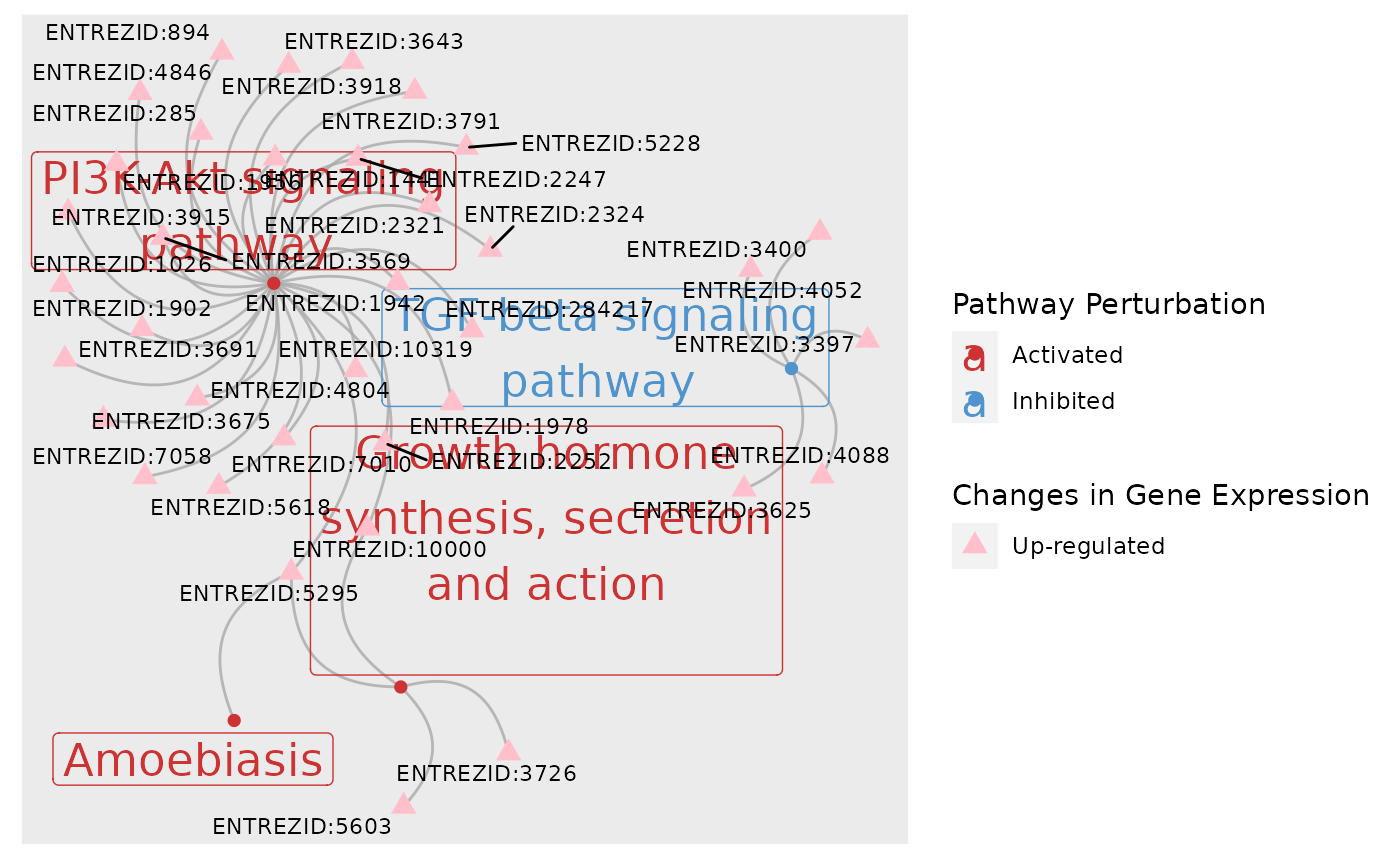 ENTREZID:894
ENTREZID:3643
ENTREZID:4846
ENTREZID:3918
ENTREZID:285
ENTREZID:3791
ENTREZID:5228
PI3K-Akt signaling
pathway
ENTREZID:1956
ENTREZID:1441
ENTREZID:2247
ENTREZID:3915
ENTREZID:2321
ENTREZID:2324
ENTREZID:3400
ENTREZID:1026
ENTREZID:3569
ENTREZID:4052
ENTREZID:1902
ENTREZID:1942
ENTREZID:284217
TGF-beta signaling
pathway
ENTREZID:3397
ENTREZID:3691
ENTREZID:10319
ENTREZID:4804
ENTREZID:3675
ENTREZID:1978
ENTREZID:7058
ENTREZID:7010
ENTREZID:2252
ENTREZID:4088
Growth hormone
synthesis, secretion
and action
ENTREZID:5618
ENTREZID:3625
ENTREZID:10000
ENTREZID:5295
Amoebiasis
ENTREZID:3726
ENTREZID:5603
Pathway Perturbation
a Activated
a Inhibited
Changes in Gene Expression
Up-regulated